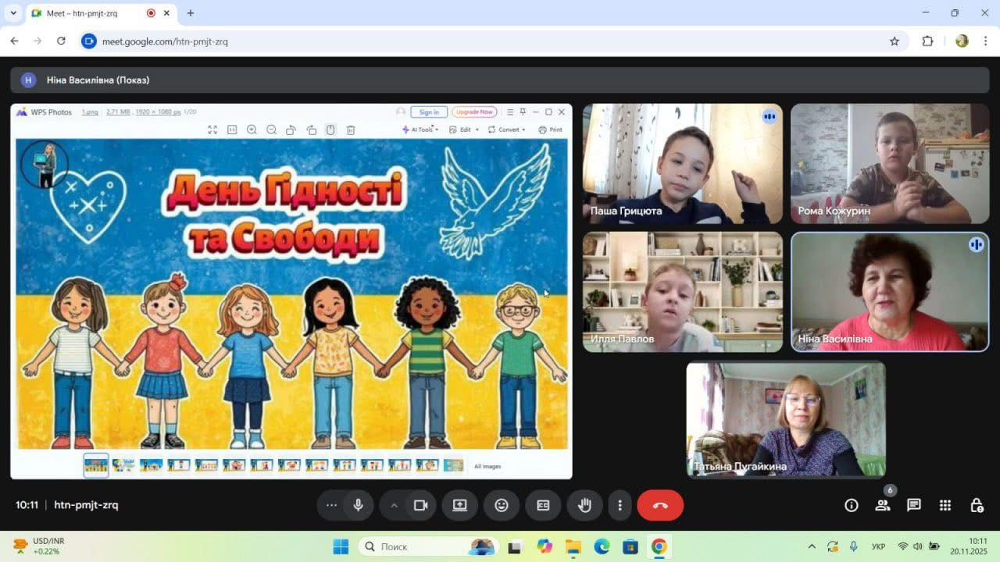 Meet – htn-pmjt-zrq
meet.google.com/htn-pmjt-zrq
Н
Ніна Василівна (Показ)
WPS Photos 1.png 2.71 MB, 1920 × 1080 px 1/20
Sign in
Upgrade Now
AI Tools Edit Convert Print
День Гідності
та Свободи
All images
Паша Грицюта
Рома Кожурин
Илля Павлов
Ніна Василівна
Татьяна Пугайкина
10:11 | htn-pmjt-zrq
6
USD/INR
+0.22%
Поиск
УКР
10:11
20.11.2025